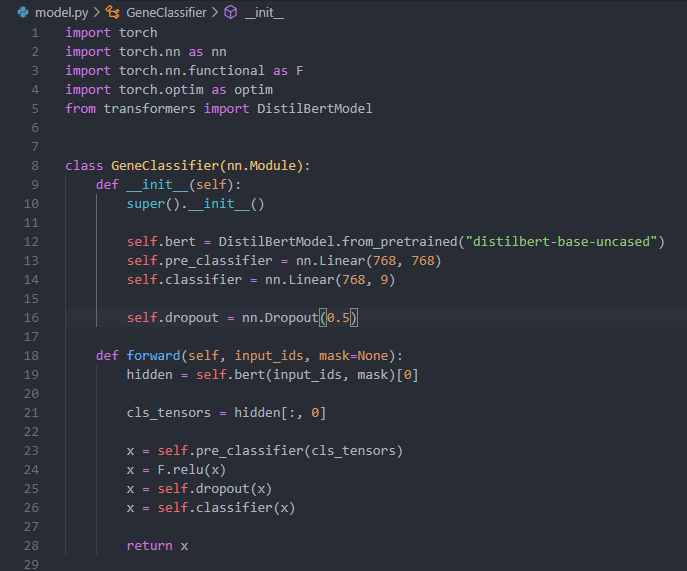 model.py > GeneClassifier > __init__
1 import torch
2 import torch.nn as nn
3 import torch.nn.functional as F
4 import torch.optim as optim
5 from transformers import DistilBertModel
6
7
8 class GeneClassifier(nn.Module):
9     def __init__(self):
10         super().__init__()
11
12         self.bert = DistilBertModel.from_pretrained("distilbert-base-uncased")
13         self.pre_classifier = nn.Linear(768, 768)
14         self.classifier = nn.Linear(768, 9)
15
16         self.dropout = nn.Dropout(0.5)
17
18     def forward(self, input_ids, mask=None):
19         hidden = self.bert(input_ids, mask)[0]
20
21         cls_tensors = hidden[:, 0]
22
23         x = self.pre_classifier(cls_tensors)
24         x = F.relu(x)
25         x = self.dropout(x)
26         x = self.classifier(x)
27
28         return x
29